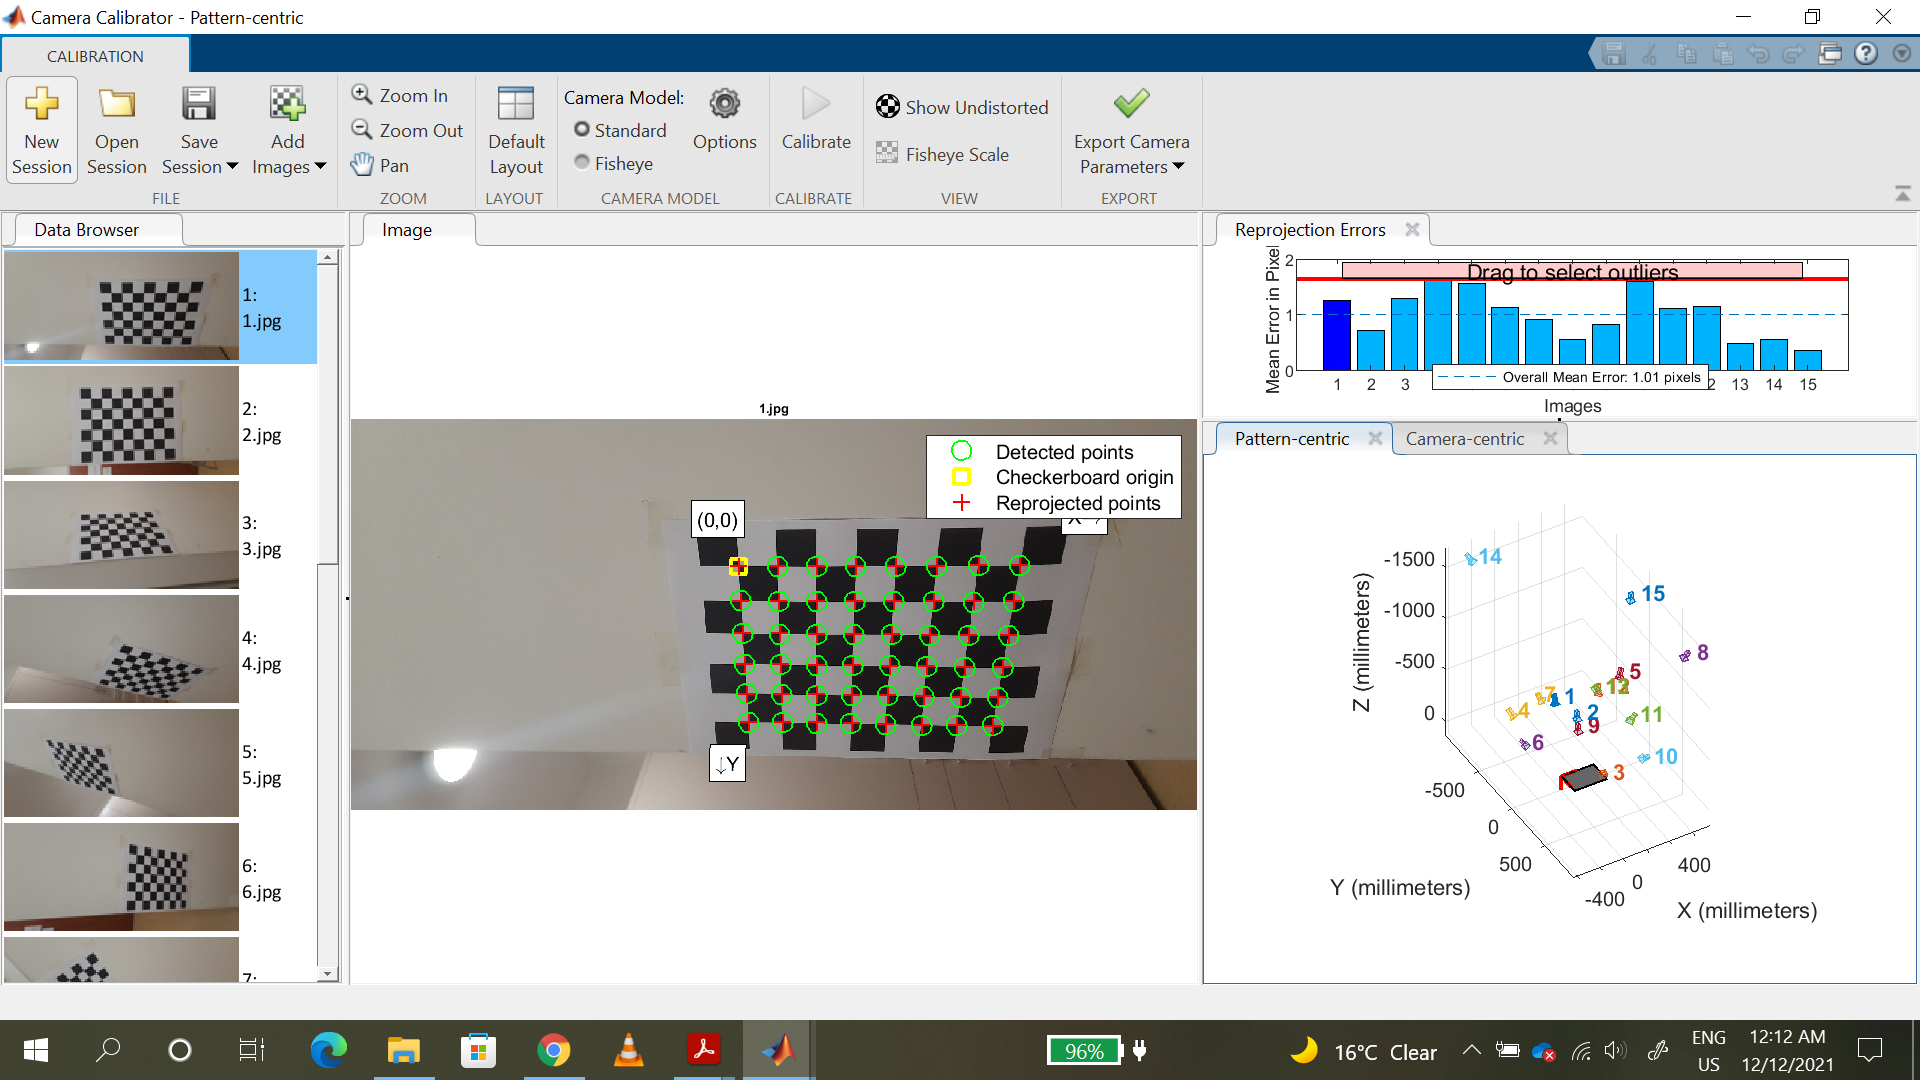 Camera Calibrator - Pattern-centric
CALIBRATION
New Session
Open Session
Save Session
Add Images
FILE
Zoom In
Zoom Out
Pan
ZOOM
Default Layout
LAYOUT
Camera Model:
Standard
Fisheye
Options
CAMERA MODEL
Calibrate
CALIBRATE
Show Undistorted
Fisheye Scale
VIEW
Export Camera Parameters
EXPORT
Data Browser
1:
1.jpg
2:
2.jpg
3:
3.jpg
4:
4.jpg
5:
5.jpg
6:
6.jpg
7:
Image
1.jpg
Detected points
Checkerboard origin
Reprojected points
(0,0)
↓Y
Reprojection Errors
Drag to select outliers
Mean Error in Pixel
2
1
0
1 2 3
2 13 14 15
Overall Mean Error: 1.01 pixels
Images
Pattern-centric
Camera-centric
-1500
-1000
-500
0
Z (millimeters)
-500
0
500
Y (millimeters)
-400
0
400
X (millimeters)
14
15
8
5
12
7
1
4
2
11
9
6
10
3
96%
16°C Clear
ENG
US
12:12 AM
12/12/2021